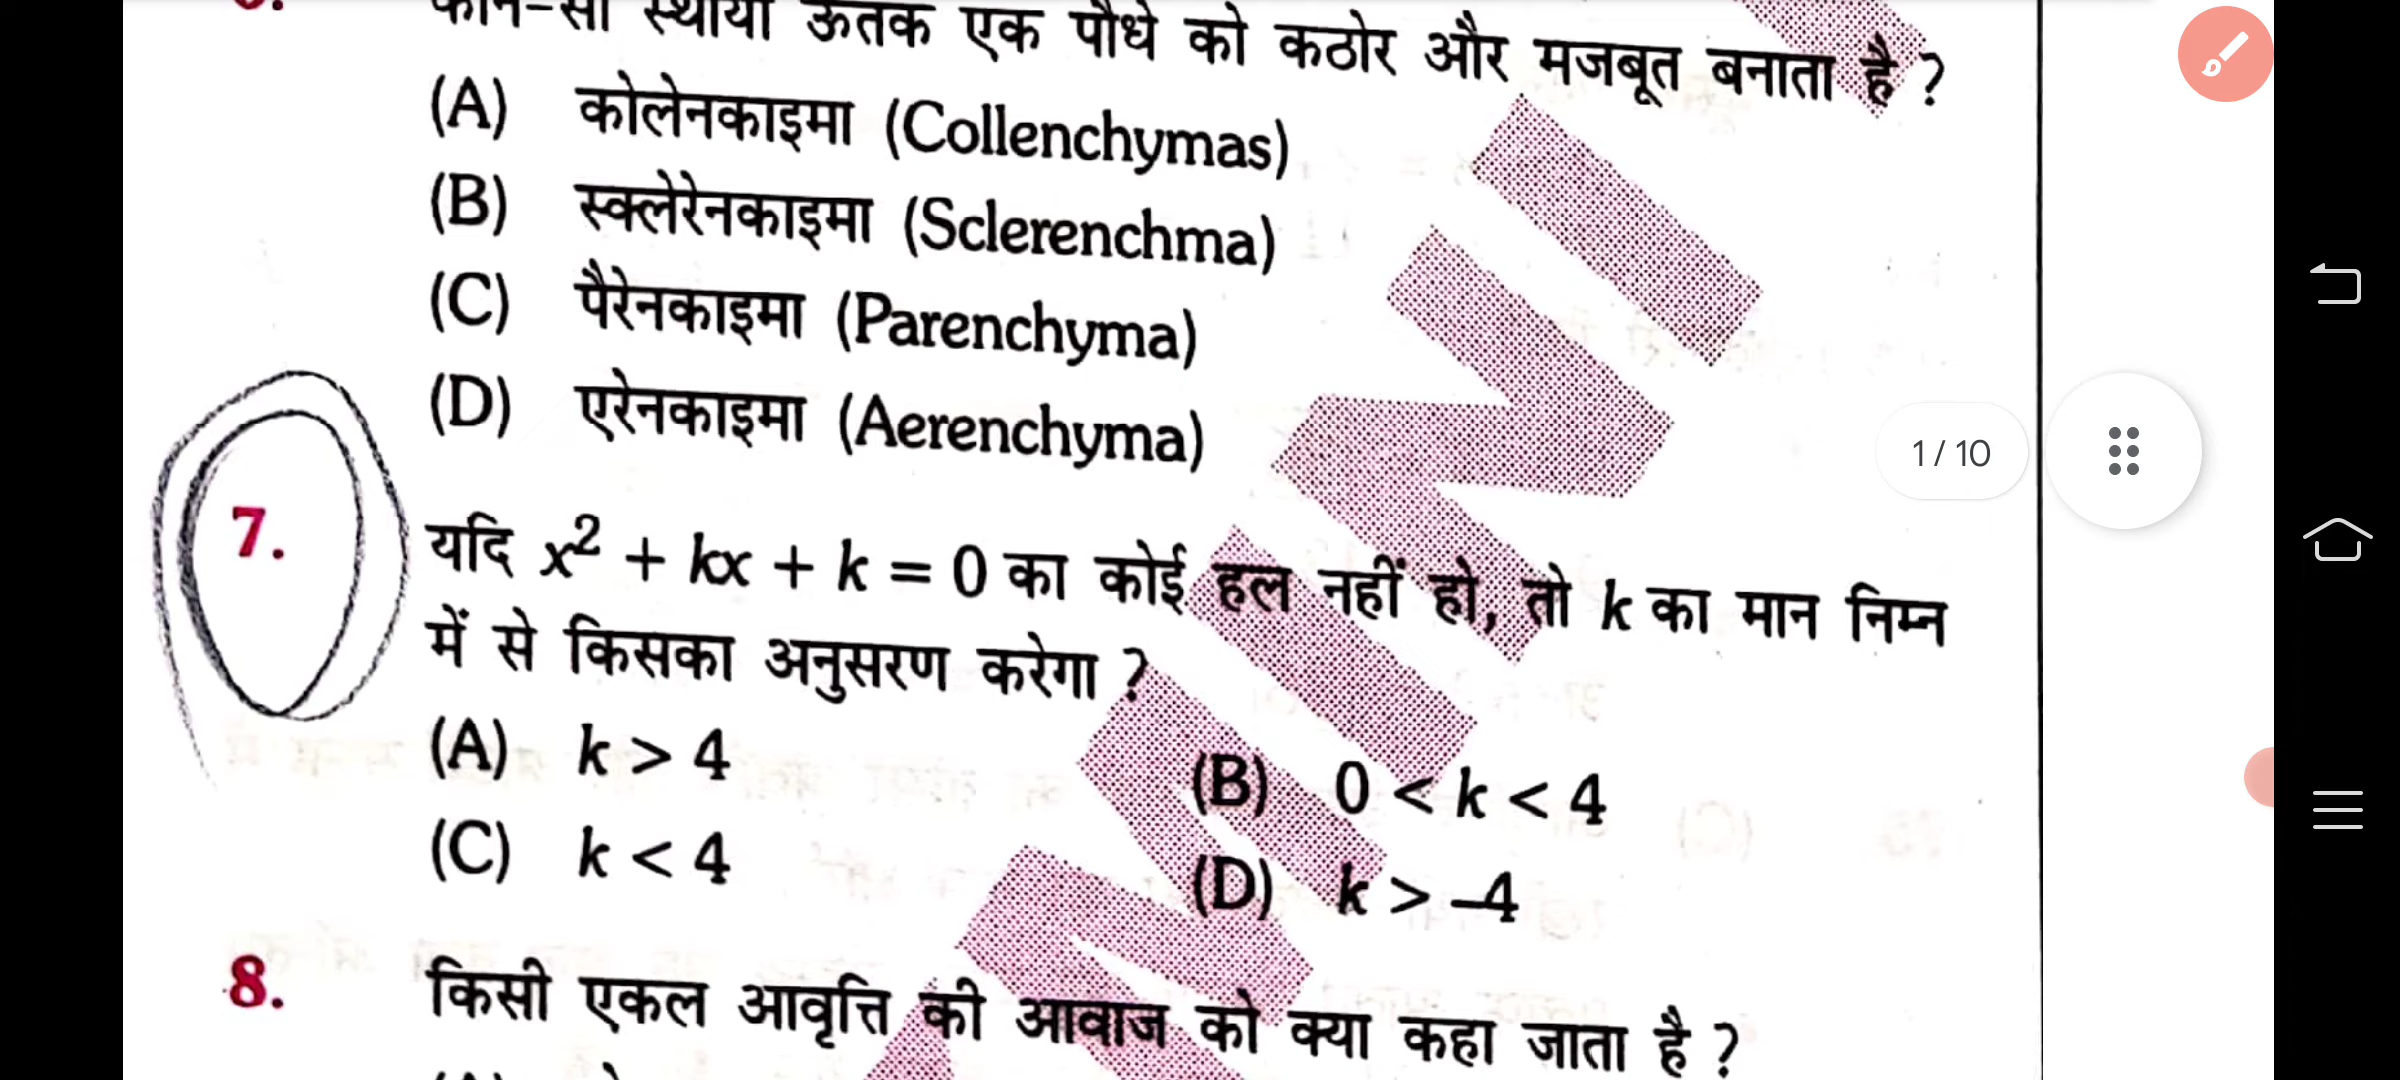 कौन-सा स्थायी ऊतक एक पौधे को कठोर और मजबूत बनाता है ?
(A) कोलेनकाइमा (Collenchymas)
(B) स्क्लेरेनकाइमा (Sclerenchma)
(C) पैरेनकाइमा (Parenchyma)
(D) एरेनकाइमा (Aerenchyma)
1 / 10
7. यदि x² + kx + k = 0 का कोई हल नहीं हो, तो k का मान निम्न
में से किसका अनुसरण करेगा ?
(A) k > 4 (B) 0 < k < 4
(C) k < 4 (D) k > –4
8. किसी एकल आवृत्ति की आवाज को क्या कहा जाता है ?